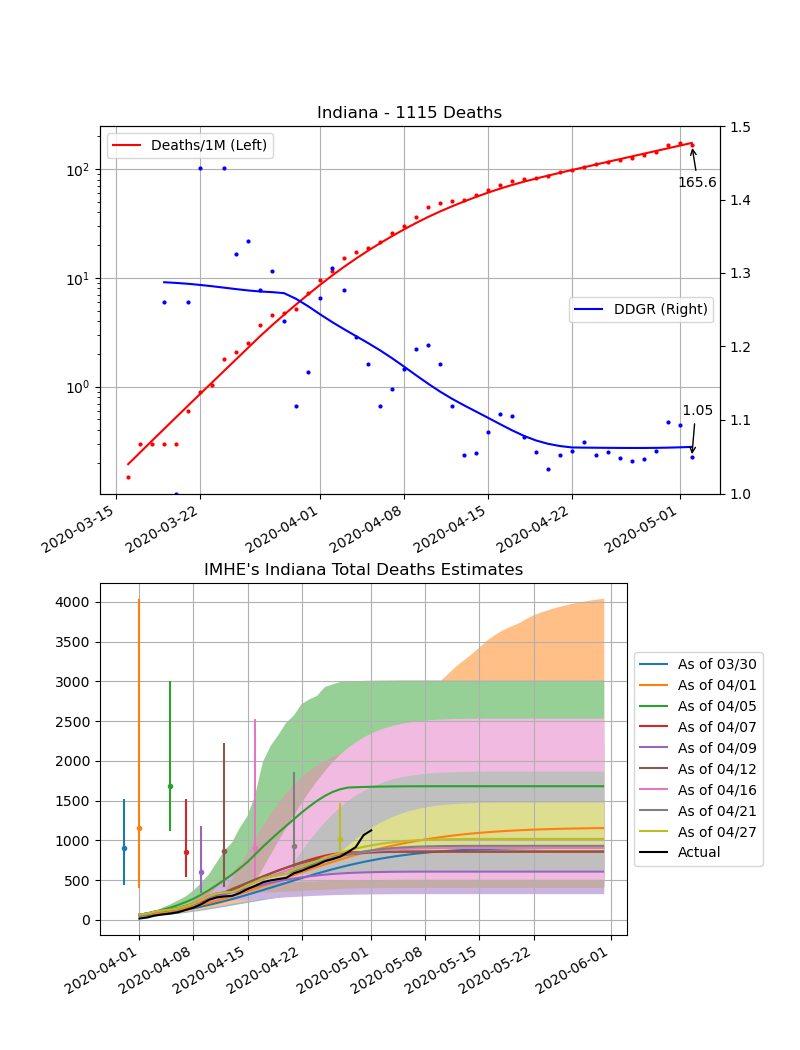 Indiana - 1115 Deaths
Deaths/1M (Left)
DDGR (Right)
165.6
1.05
10²
10¹
10⁰
1.5
1.4
1.3
1.2
1.1
1.0
2020-03-15
2020-03-22
2020-04-01
2020-04-08
2020-04-15
2020-04-22
2020-05-01
IMHE's Indiana Total Deaths Estimates
4000
3500
3000
2500
2000
1500
1000
500
0
2020-04-01
2020-04-08
2020-04-15
2020-04-22
2020-05-01
2020-05-08
2020-05-15
2020-05-22
2020-06-01
As of 03/30
As of 04/01
As of 04/05
As of 04/07
As of 04/09
As of 04/12
As of 04/16
As of 04/21
As of 04/27
Actual